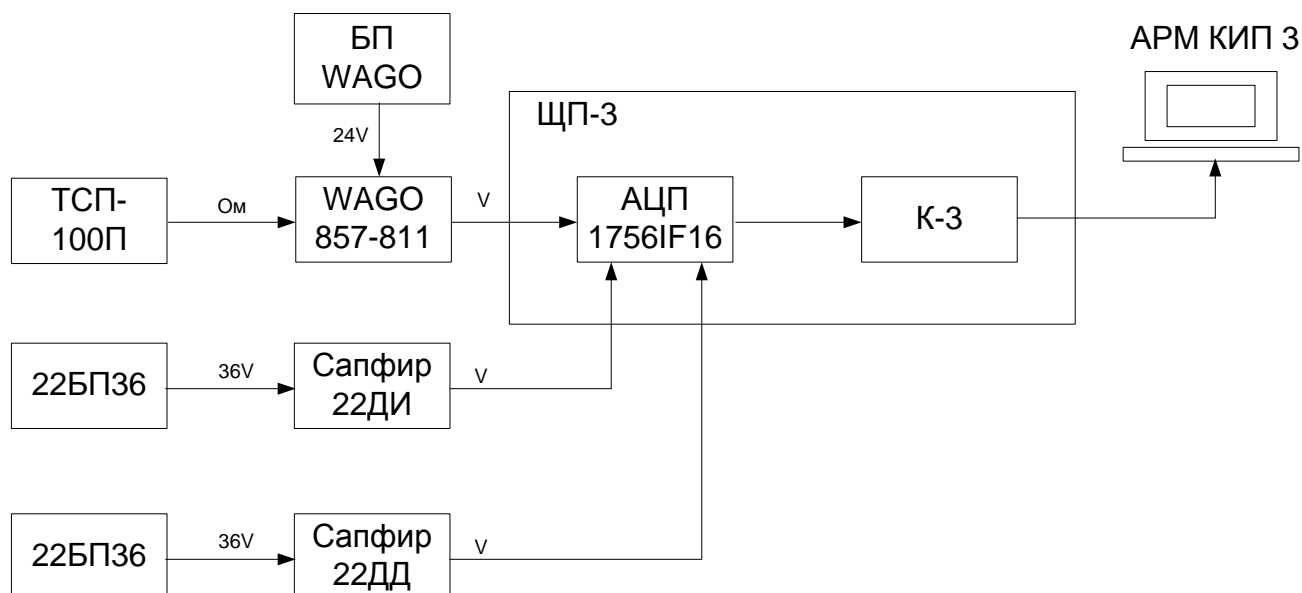 БП
WAGO
АРМ КИП 3
24V
ЩП-3
ТСП-
100П
Ом
WAGO
857-811
V
АЦП
1756IF16
К-3
22БП36
36V
Сапфир
22ДИ
V
22БП36
36V
Сапфир
22ДД
V